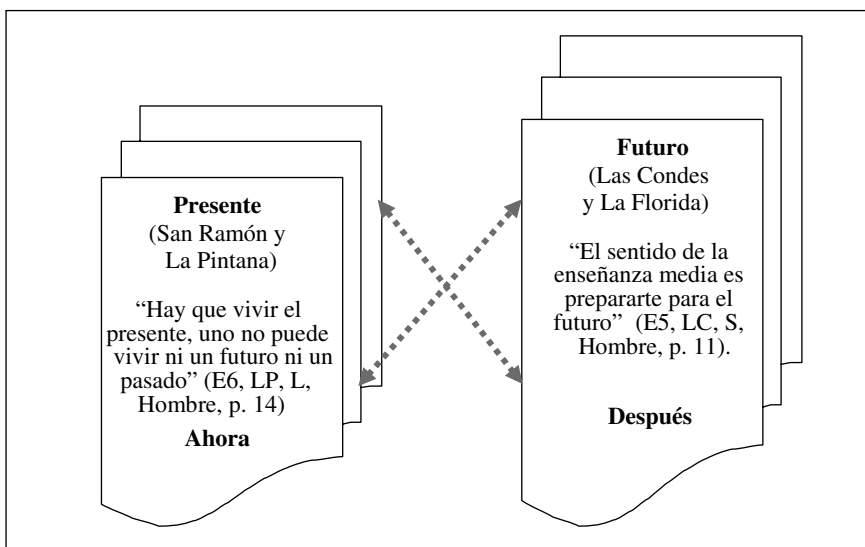 Presente
(San Ramón y
La Pintana)
“Hay que vivir el
presente, uno no puede
vivir ni un futuro ni un
pasado” (E6, LP, L,
Hombre, p. 14)
Ahora
Futuro
(Las Condes
y La Florida)
“El sentido de la
enseñanza media es
prepararte para el
futuro” (E5, LC, S,
Hombre, p. 11).
Después